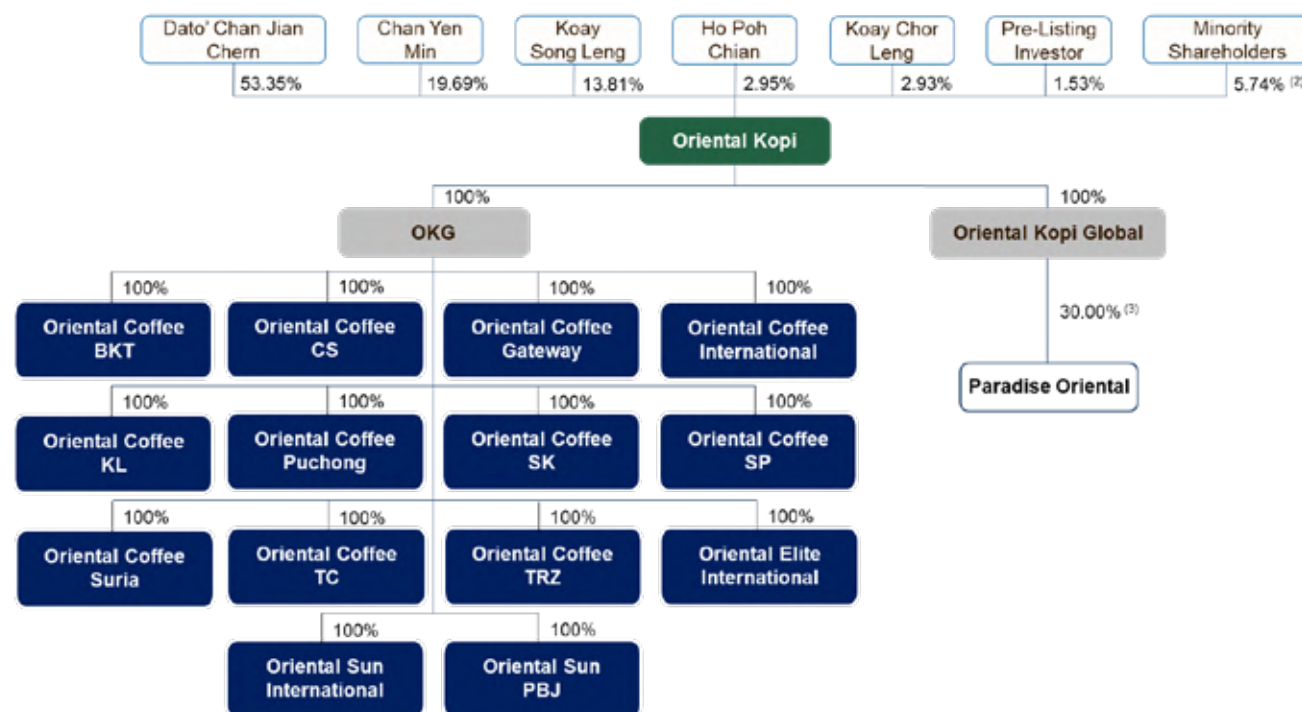 Dato' Chan Jian
Chern
Chan Yen
Min
Koay
Song Leng
Ho Poh
Chian
Koay Chor
Leng
Pre-Listing
Investor
Minority
Shareholders
53.35%
19.69%
13.81%
2.95%
2.93%
1.53%
5.74% (2)
Oriental Kopi
100%
100%
OKG
Oriental Kopi Global
100%
100%
100%
100%
30.00% (3)
Oriental Coffee
BKT
Oriental Coffee
CS
Oriental Coffee
Gateway
Oriental Coffee
International
Paradise Oriental
100%
100%
100%
100%
Oriental Coffee
KL
Oriental Coffee
Puchong
Oriental Coffee
SK
Oriental Coffee
SP
100%
100%
100%
100%
Oriental Coffee
Suria
Oriental Coffee
TC
Oriental Coffee
TRZ
Oriental Elite
International
100%
100%
Oriental Sun
International
Oriental Sun
PBJ